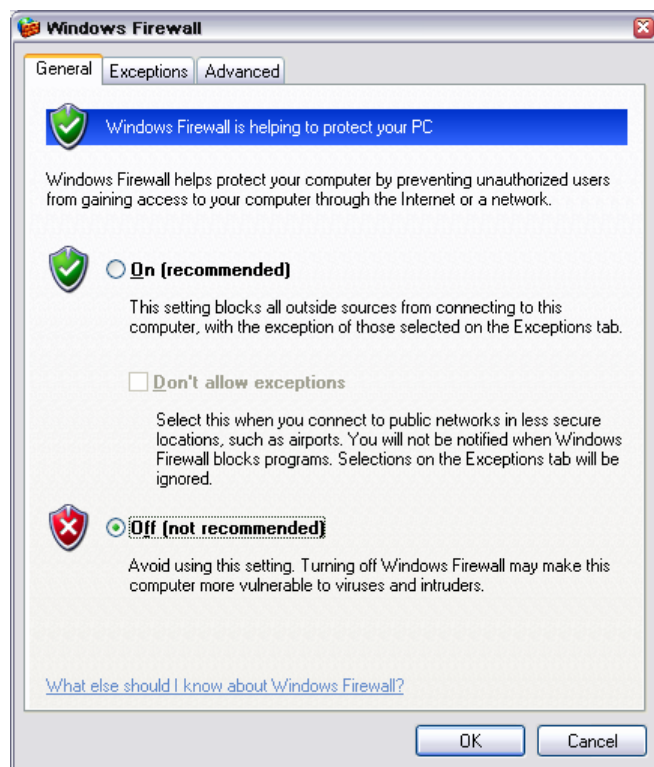 Windows Firewall
General Exceptions Advanced
Windows Firewall is helping to protect your PC
Windows Firewall helps protect your computer by preventing unauthorized users
from gaining access to your computer through the Internet or a network.
On (recommended)
This setting blocks all outside sources from connecting to this
computer, with the exception of those selected on the Exceptions tab.
Don't allow exceptions
Select this when you connect to public networks in less secure
locations, such as airports. You will not be notified when Windows
Firewall blocks programs. Selections on the Exceptions tab will be
ignored.
Off (not recommended)
Avoid using this setting. Turning off Windows Firewall may make this
computer more vulnerable to viruses and intruders.
What else should I know about Windows Firewall?
OK Cancel